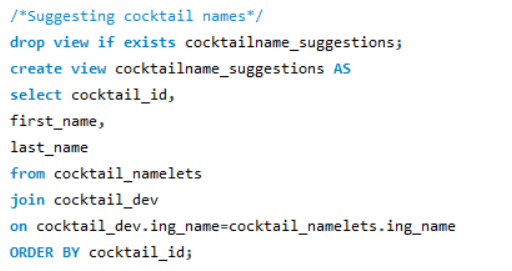 /*Suggesting cocktail names*/
drop view if exists cocktailname_suggestions;
create view cocktailname_suggestions AS
select cocktail_id,
first_name,
last_name
from cocktail_namelets
join cocktail_dev
on cocktail_dev.ing_name=cocktail_namelets.ing_name
ORDER BY cocktail_id;